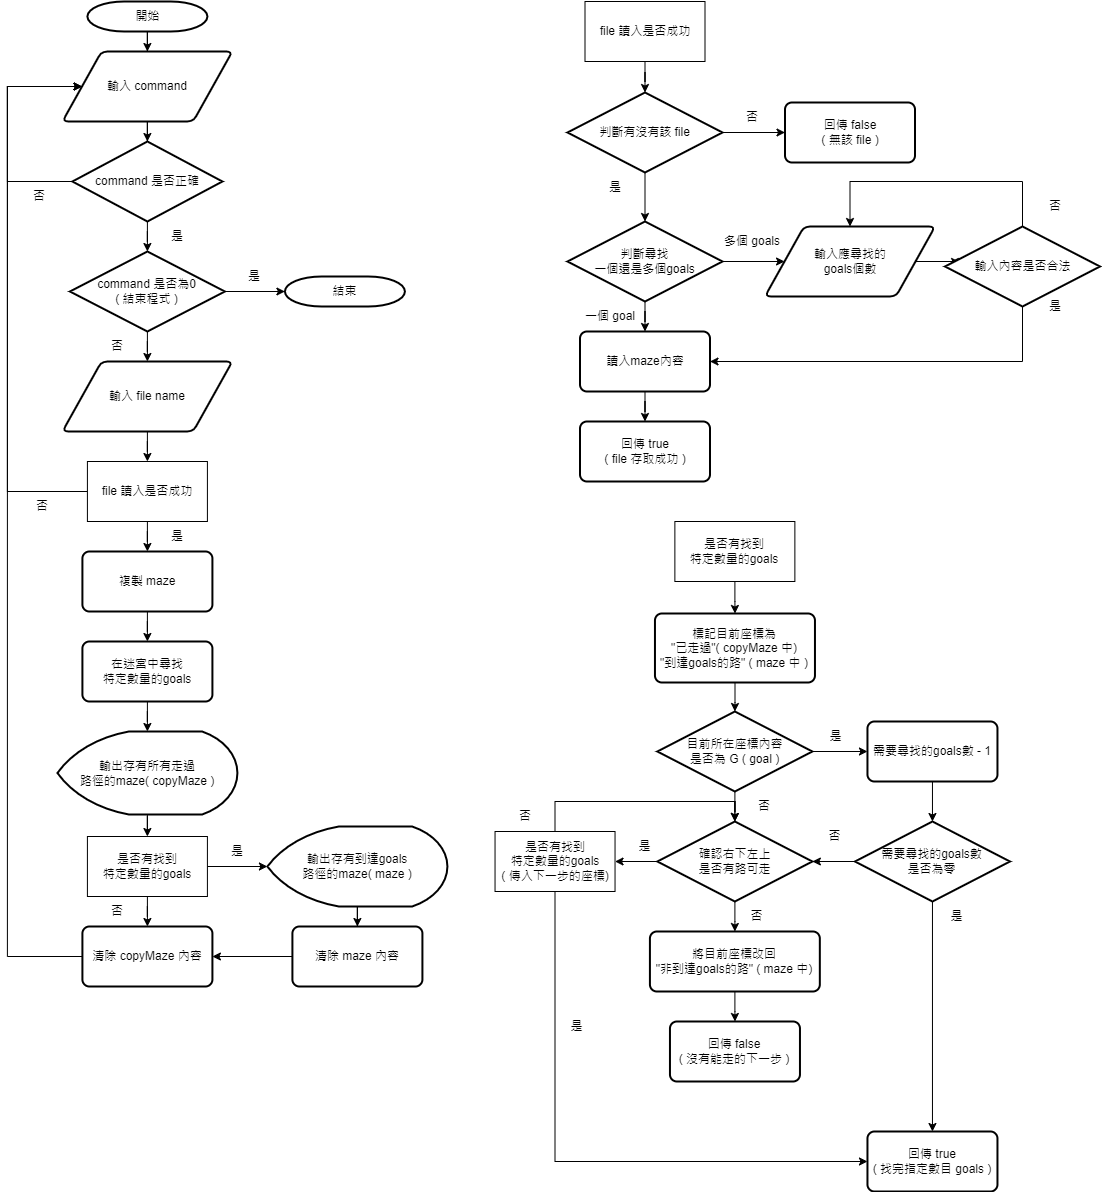 開始
輸入 command
command 是否正確
否
是
command 是否為0
( 結束程式 )
是
結束
否
輸入 file name
file 讀入是否成功
否
是
複製 maze
在迷宮中尋找
特定數量的goals
輸出存有所有走過
路徑的maze( copyMaze )
是否有找到
特定數量的goals
是
輸出存有到達goals
路徑的maze( maze )
否
清除 copyMaze 內容
清除 maze 內容
file 讀入是否成功
判斷有沒有該 file
否
回傳 false
( 無該 file )
是
判斷尋找
一個還是多個goals
多個 goals
輸入應尋找的
goals個數
否
輸入內容是否合法
是
一個 goal
讀入maze內容
回傳 true
( file 存取成功 )
是否有找到
特定數量的goals
標記目前座標為
"已走過"( copyMaze 中)
"到達goals的路" ( maze 中 )
目前所在座標內容
是否為 G ( goal )
是
需要尋找的goals數 - 1
否
否
是否有找到
特定數量的goals
( 傳入下一步的座標)
是
確認右下左上
是否有路可走
否
需要尋找的goals數
是否為零
否
是
將目前座標改回
"非到達goals的路" ( maze 中)
回傳 false
( 沒有能走的下一步 )
是
回傳 true
( 找完指定數目 goals )